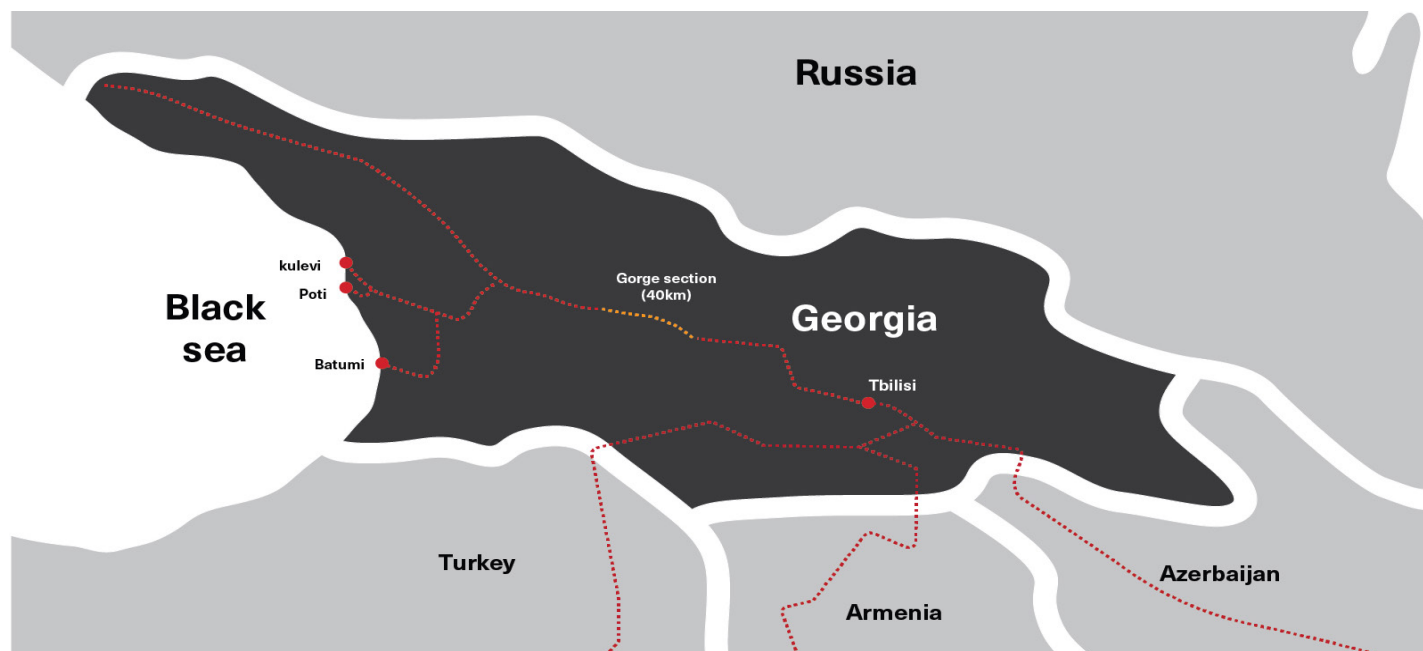 Russia
kulevi
Poti
Black
sea
Batumi
Gorge section
(40km)
Georgia
Tbilisi
Turkey
Armenia
Azerbaijan